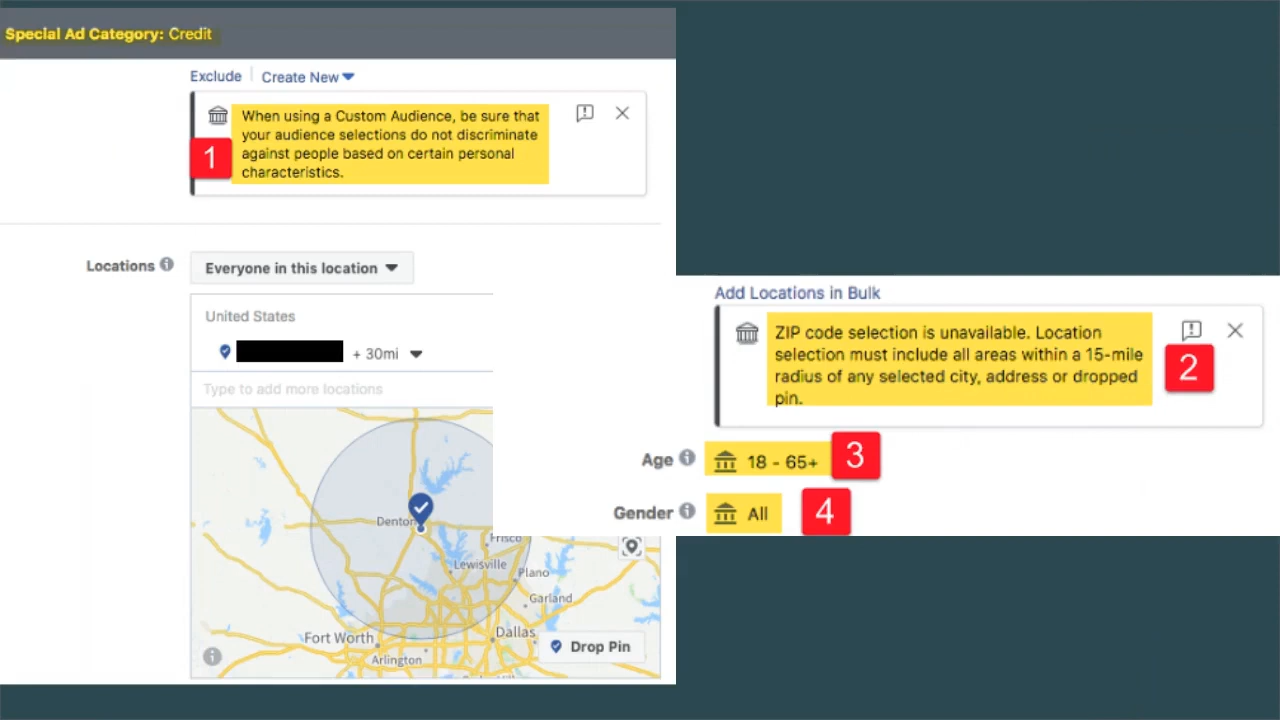 Special Ad Category: Credit
Exclude
Create New
When using a Custom Audience, be sure that
your audience selections do not discriminate
against people based on certain personal
characteristics.
1
Locations
Everyone in this location
United States
+ 30mi
Type to add more locations
Denton
Frisco
Lewisville
Plano
Garland
Fort Worth
Dallas
Arlington
Drop Pin
Add Locations in Bulk
ZIP code selection is unavailable. Location
selection must include all areas within a 15-mile
radius of any selected city, address or dropped
pin.
2
Age
18 - 65+
3
Gender
All
4